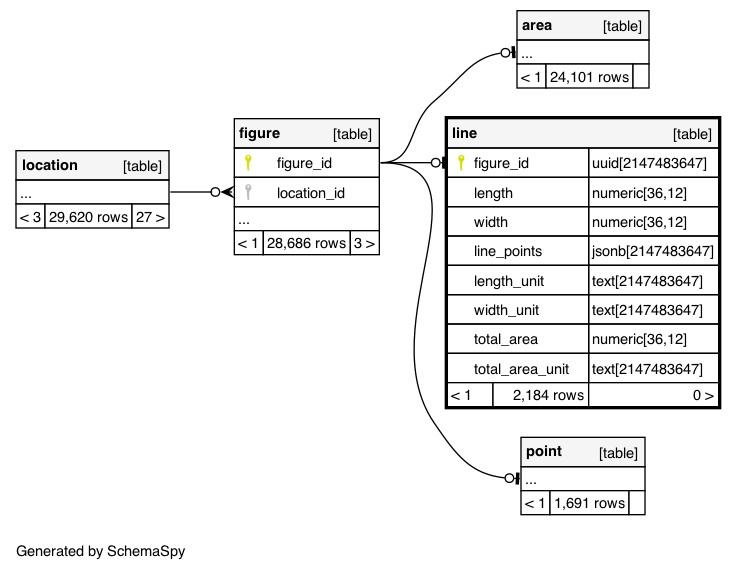 area [table]
...
< 1 24,101 rows
figure [table]
figure_id
location_id
...
< 1 28,686 rows 3 >
line [table]
figure_id uuid[2147483647]
length numeric[36,12]
width numeric[36,12]
line_points jsonb[2147483647]
length_unit text[2147483647]
width_unit text[2147483647]
total_area numeric[36,12]
total_area_unit text[2147483647]
< 1 2,184 rows 0 >
location [table]
...
< 3 29,620 rows 27 >
point [table]
...
< 1 1,691 rows
Generated by SchemaSpy